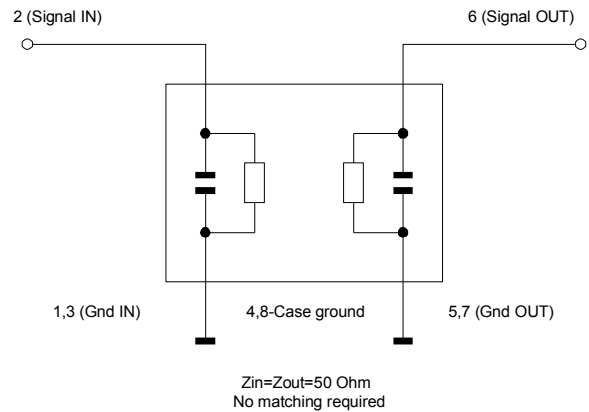 2 (Signal IN)
6 (Signal OUT)
1,3 (Gnd IN)
4,8-Case ground
5,7 (Gnd OUT)
Zin=Zout=50 Ohm
No matching required